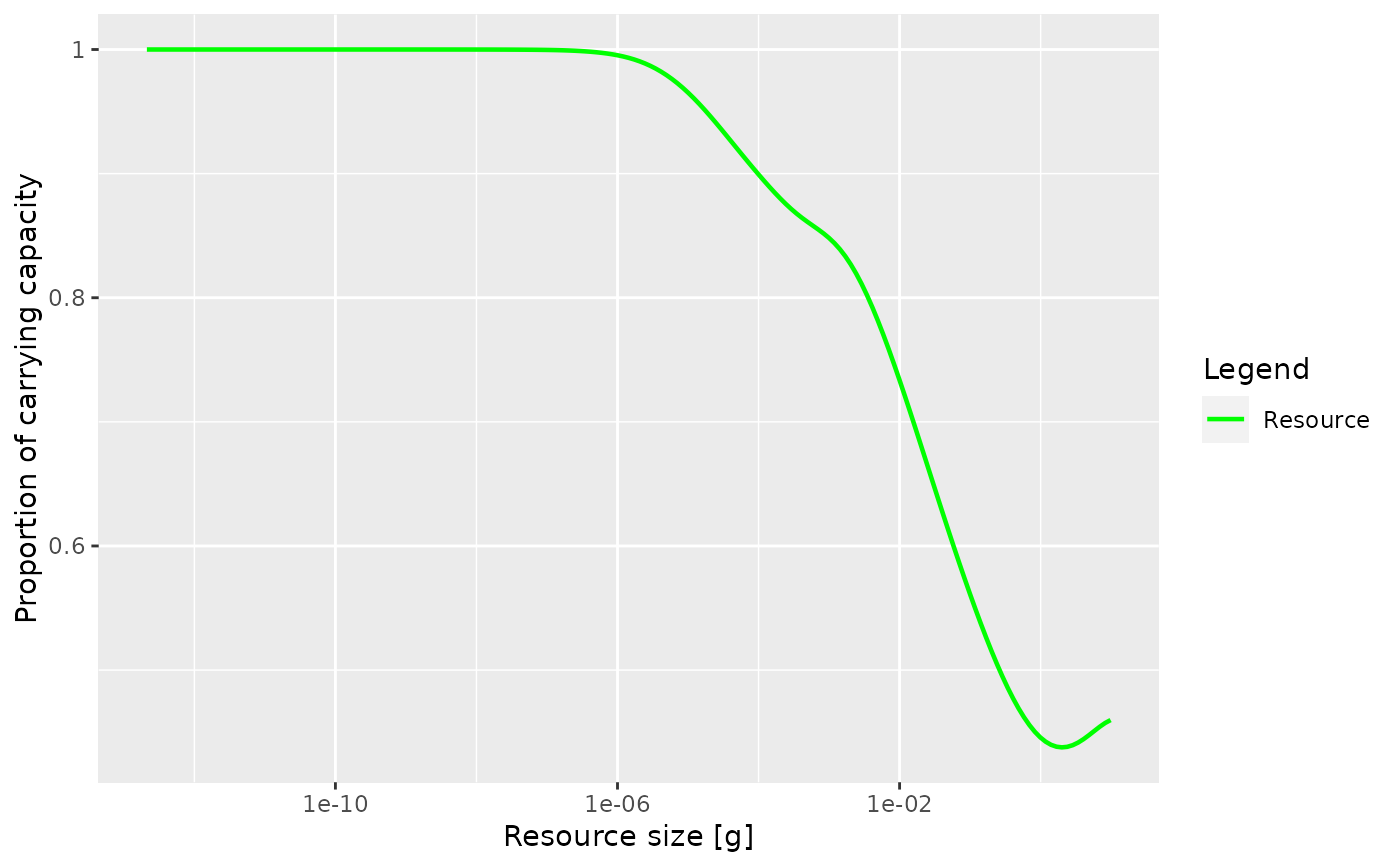 Proportion of carrying capacity
1
0.8
0.6
1e-10
1e-06
1e-02
Resource size [g]
Legend
Resource